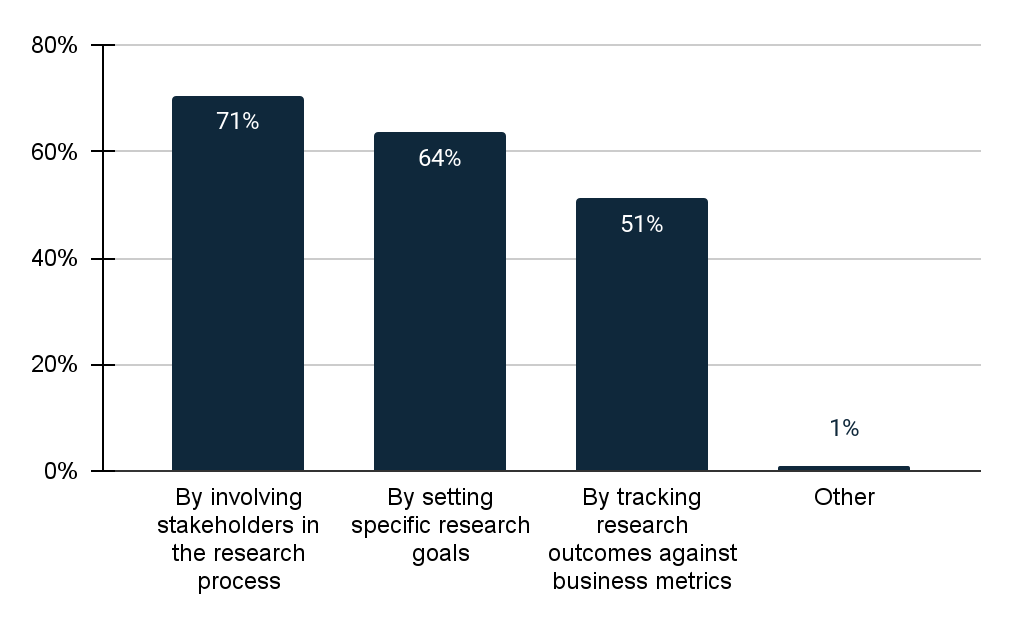 80%
60%
40%
20%
0%
71%
64%
51%
1%
By involving
stakeholders in
the research
process
By setting
specific research
goals
By tracking
research
outcomes against
business metrics
Other